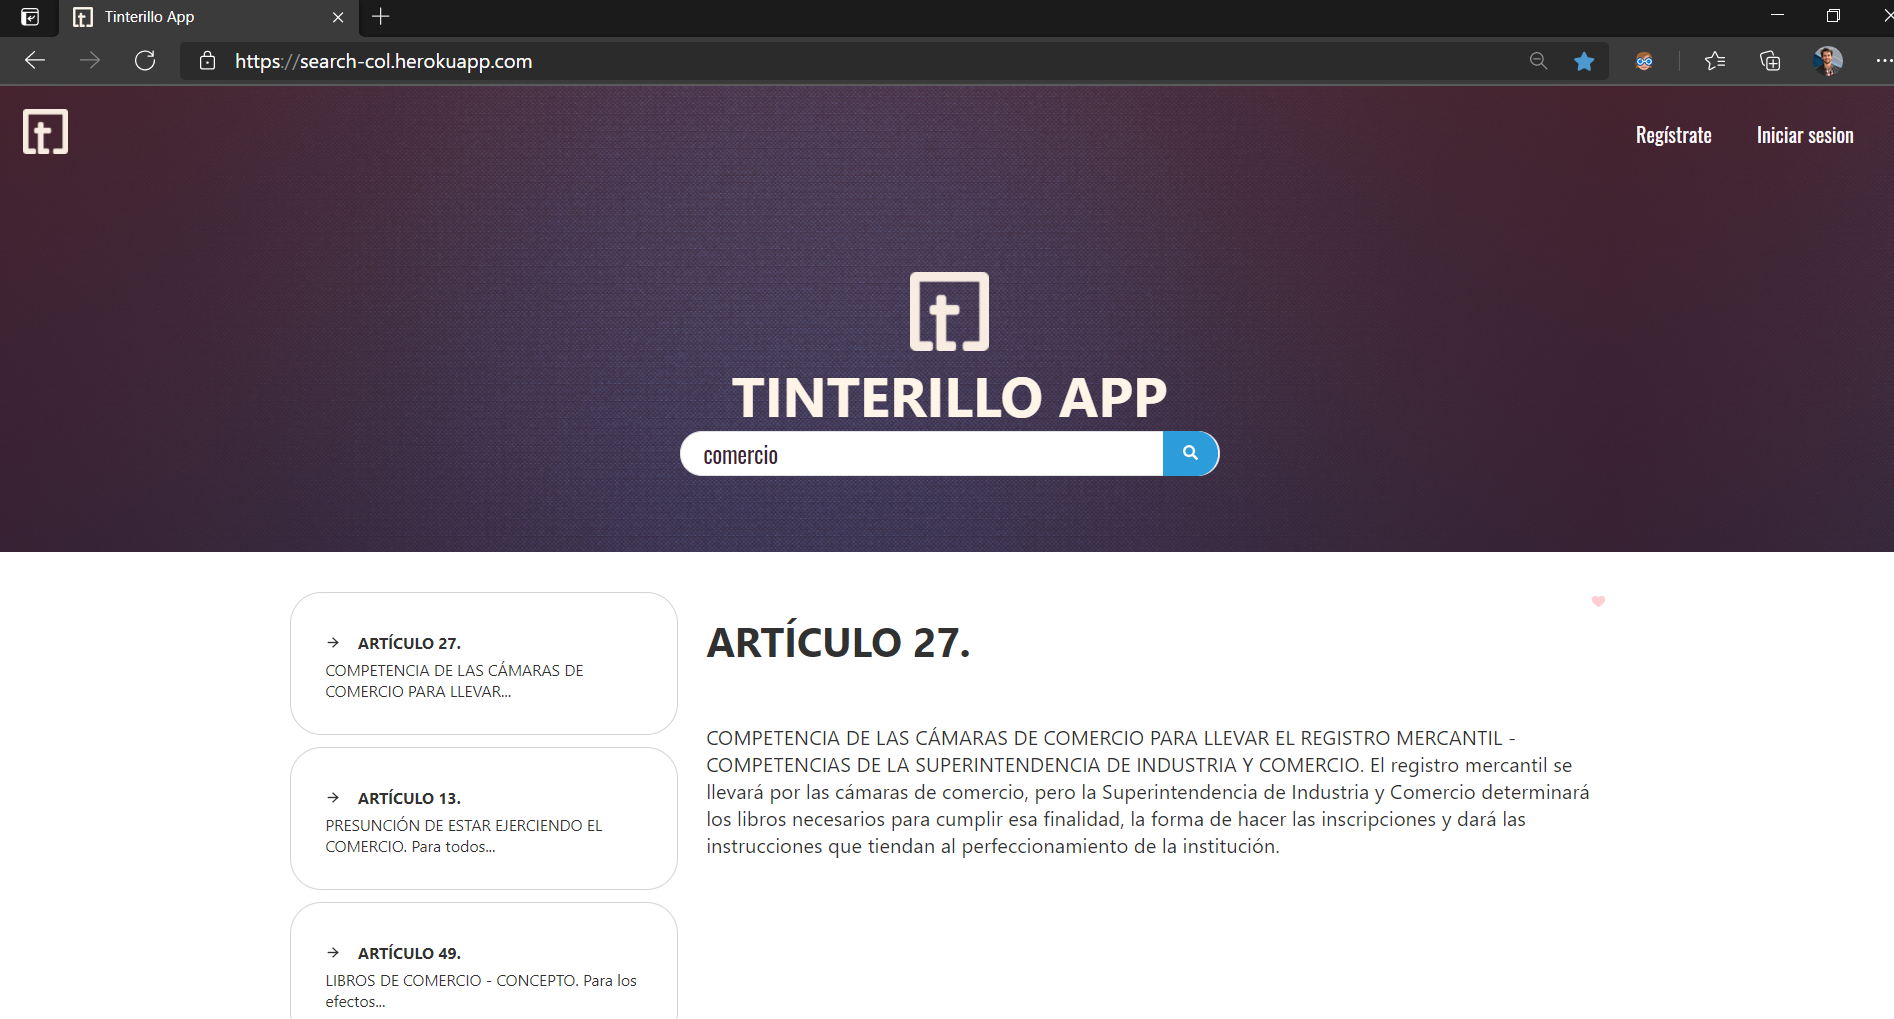 Tinterillo App
https://search-col.herokuapp.com
t
Regístrate
Iniciar sesion
t
TINTERILLO APP
comercio
ARTÍCULO 27.
COMPETENCIA DE LAS CÁMARAS DE
COMERCIO PARA LLEVAR...
ARTÍCULO 13.
PRESUNCIÓN DE ESTAR EJERCIENDO EL
COMERCIO. Para todos...
ARTÍCULO 49.
LIBROS DE COMERCIO - CONCEPTO. Para los
efectos...
ARTÍCULO 27.
COMPETENCIA DE LAS CÁMARAS DE COMERCIO PARA LLEVAR EL REGISTRO MERCANTIL -
COMPETENCIAS DE LA SUPERINTENDENCIA DE INDUSTRIA Y COMERCIO. El registro mercantil se
llevará por las cámaras de comercio, pero la Superintendencia de Industria y Comercio determinará
los libros necesarios para cumplir esa finalidad, la forma de hacer las inscripciones y dará las
instrucciones que tiendan al perfeccionamiento de la institución.